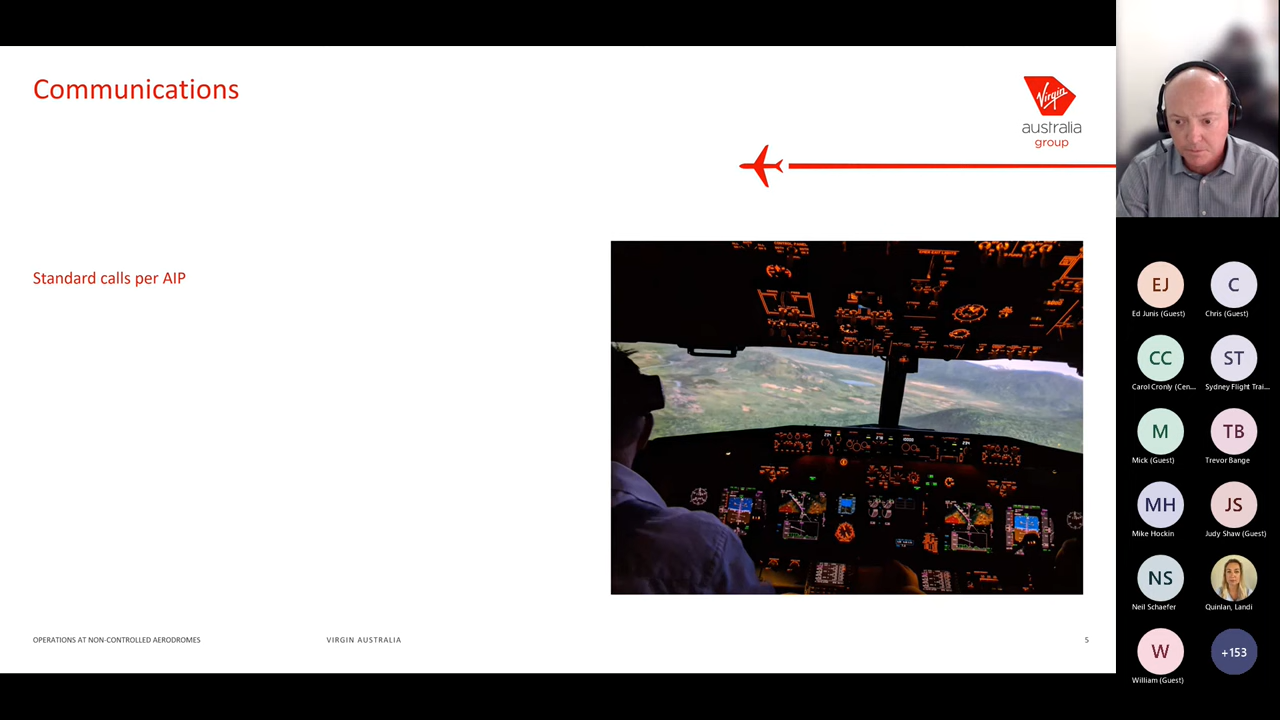 Communications
Virgin
australia
group
Standard calls per AIP
OPERATIONS AT NON-CONTROLLED AERODROMES
VIRGIN AUSTRALIA
5
EJ
C
Ed Junis (Guest)
Chris (Guest)
CC
ST
Carol Cronly (Cen...
Sydney Flight Trai...
M
TB
Mick (Guest)
Trevor Bange
MH
JS
Mike Hockin
Judy Shaw (Guest)
NS
Neil Schaefer
Quinlan, Landi
W
+153
William (Guest)